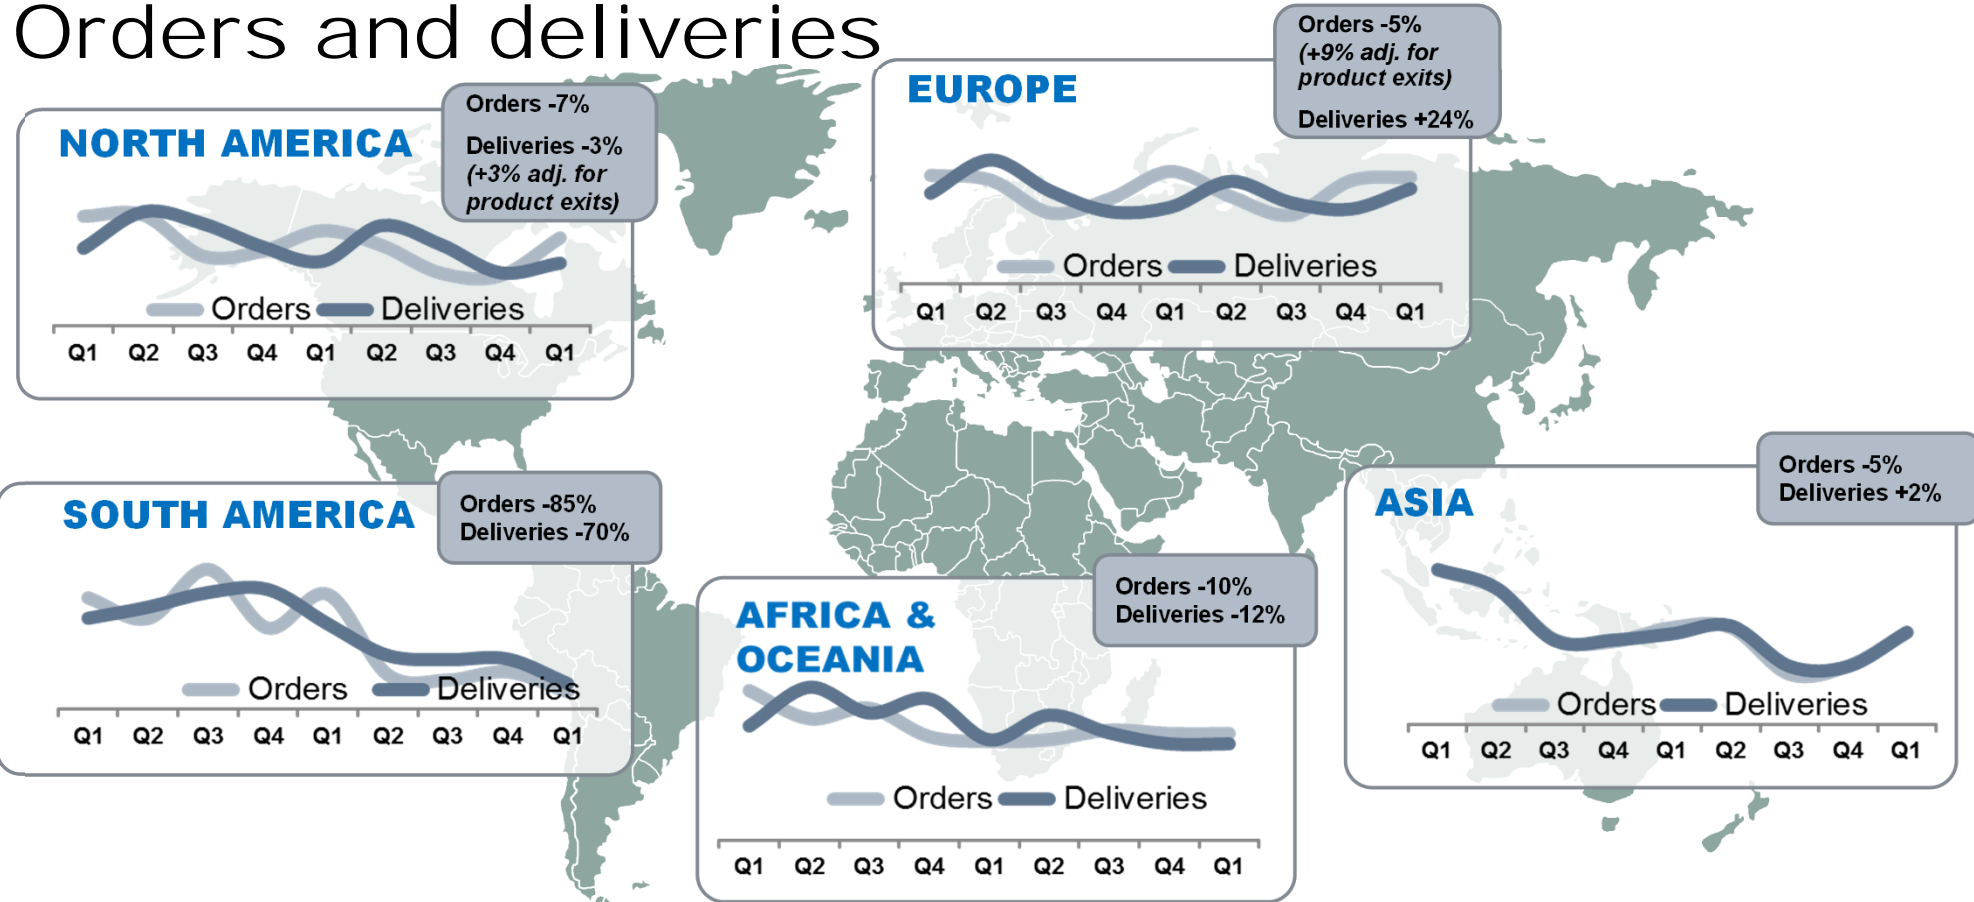 Orders and deliveries
NORTH AMERICA
Orders -7%
Deliveries -3%
(+3% adj. for
product exits)
Orders Deliveries
Q1 Q2 Q3 Q4 Q1 Q2 Q3 Q4 Q1
EUROPE
Orders -5%
(+9% adj. for
product exits)
Deliveries +24%
Orders Deliveries
Q1 Q2 Q3 Q4 Q1 Q2 Q3 Q4 Q1
SOUTH AMERICA
Orders -85%
Deliveries -70%
Orders Deliveries
Q1 Q2 Q3 Q4 Q1 Q2 Q3 Q4 Q1
AFRICA &
OCEANIA
Orders -10%
Deliveries -12%
Orders Deliveries
Q1 Q2 Q3 Q4 Q1 Q2 Q3 Q4 Q1
ASIA
Orders -5%
Deliveries +2%
Orders Deliveries
Q1 Q2 Q3 Q4 Q1 Q2 Q3 Q4 Q1